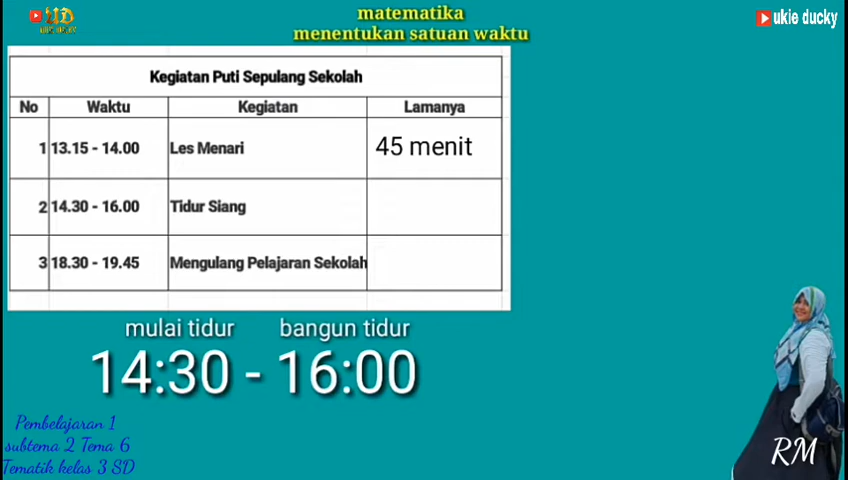 UD
UKIE DUCKY
matematika
menentukan satuan waktu
ukie ducky
Kegiatan Puti Sepulang Sekolah
No Waktu Kegiatan Lamanya
1 13.15 - 14.00 Les Menari 45 menit
2 14.30 - 16.00 Tidur Siang
3 18.30 - 19.45 Mengulang Pelajaran Sekolah
mulai tidur bangun tidur
14:30 - 16:00
Pembelajaran 1
subtema 2 Tema 6
Tematik kelas 3 SD
RM